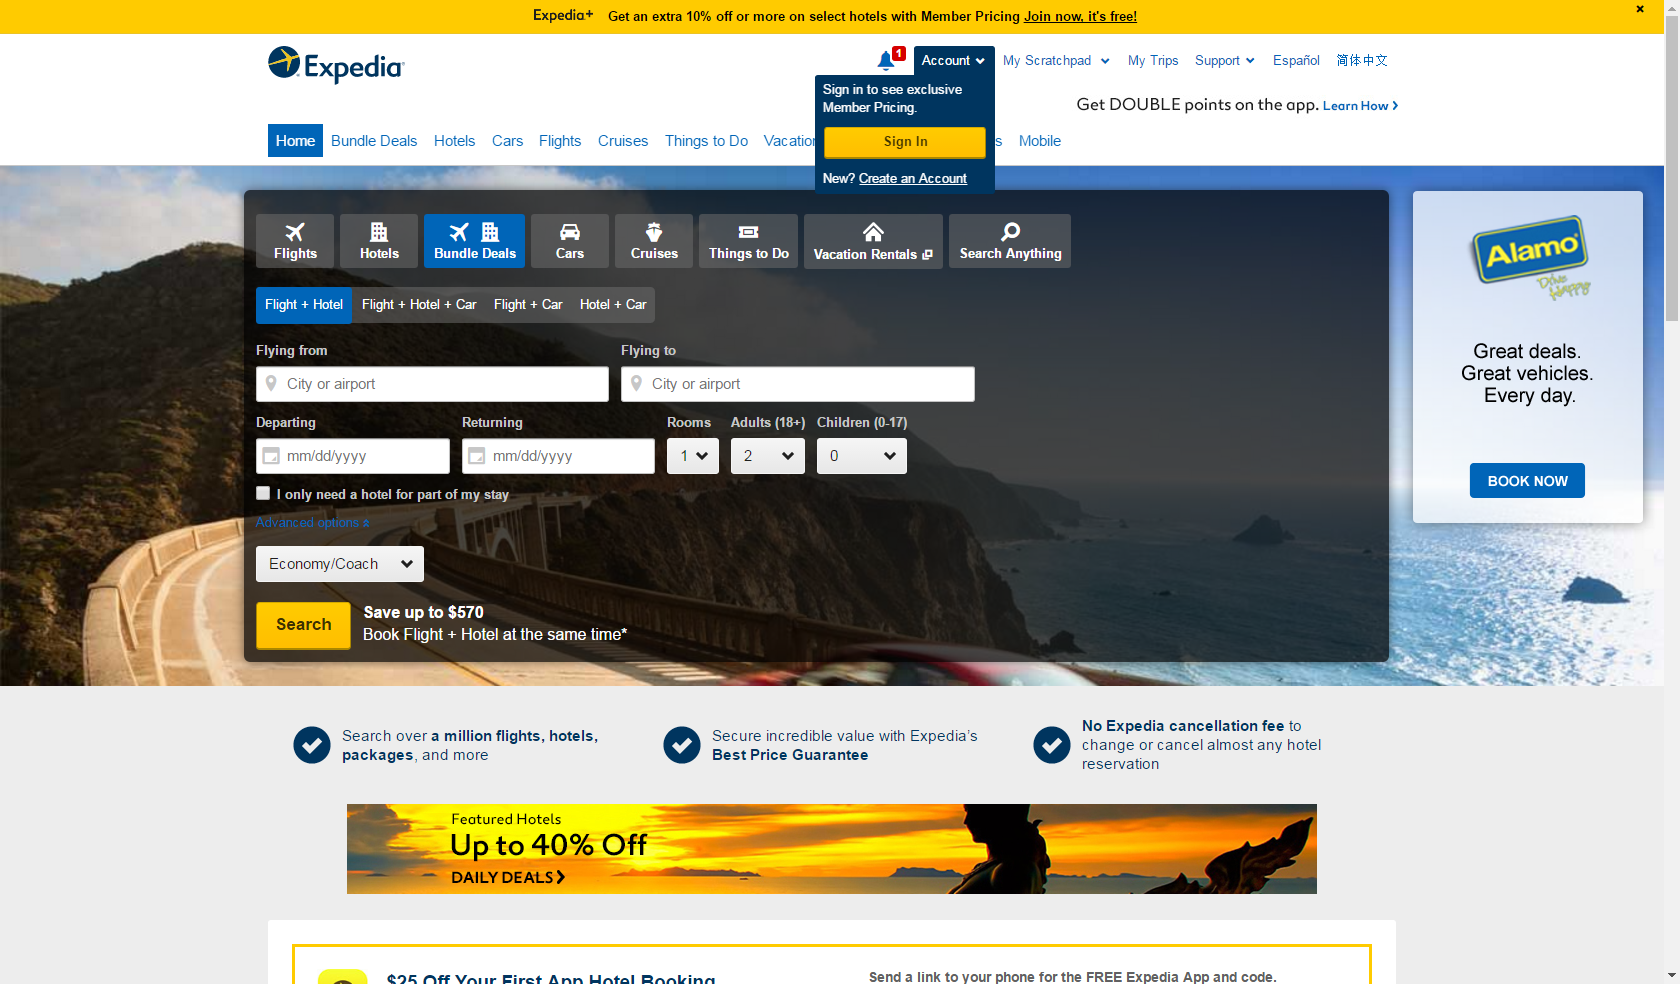 Expedia+ Get an extra 10% off or more on select hotels with Member Pricing Join now, it's free! ×
Expedia
1
Account
My Scratchpad
My Trips
Support
Español
简体中文
Sign in to see exclusive
Member Pricing.
Sign In
New? Create an Account
Get DOUBLE points on the app. Learn How
Home
Bundle Deals
Hotels
Cars
Flights
Cruises
Things to Do
Mobile
Flights
Hotels
Bundle Deals
Cars
Cruises
Things to Do
Vacation Rentals
Search Anything
Flight + Hotel
Flight + Hotel + Car
Flight + Car
Hotel + Car
Flying from
Flying to
City or airport
City or airport
Departing
Returning
Rooms
Adults (18+)
Children (0-17)
mm/dd/yyyy
mm/dd/yyyy
1
2
0
I only need a hotel for part of my stay
Advanced options
Economy/Coach
Search
Save up to $570
Book Flight + Hotel at the same time*
Alamo
Drive Happy
Great deals.
Great vehicles.
Every day.
BOOK NOW
Search over a million flights, hotels,
packages, and more
Secure incredible value with Expedia's
Best Price Guarantee
No Expedia cancellation fee to
change or cancel almost any hotel
reservation
Featured Hotels
Up to 40% Off
DAILY DEALS
$25 Off Your First App Hotel Booking
Send a link to your phone for the FREE Expedia App and code.